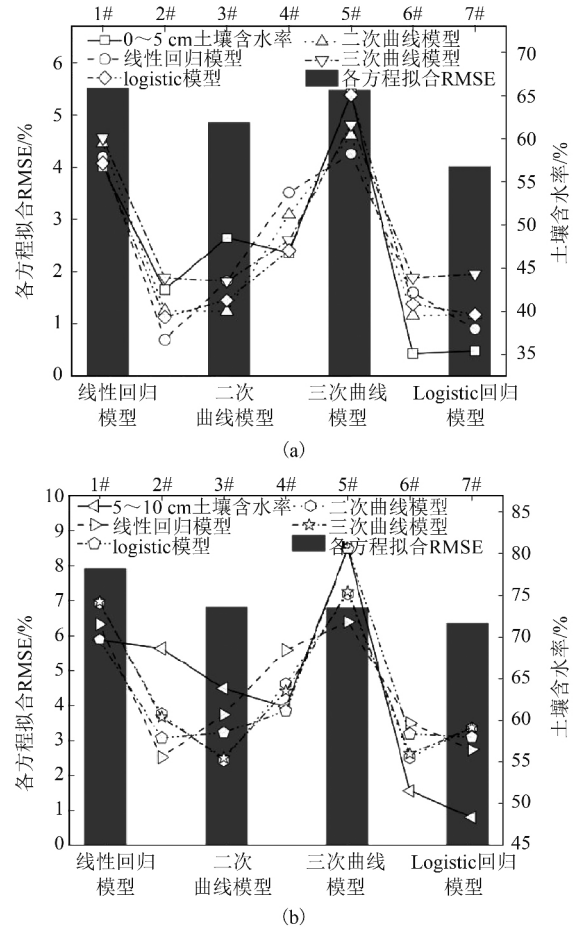 1# 2# 3# 4# 5# 6# 7#
0～5 cm土壤含水率 二次曲线模型
线性回归模型 三次曲线模型
logistic模型 各方程拟合RMSE
各方程拟合RMSE/%
6
5
4
3
2
1
0
土壤含水率/%
70
65
60
55
50
45
40
35
线性回归 二次 三次曲线 Logistic回归
模型 曲线模型 模型 模型
(a)
1# 2# 3# 4# 5# 6# 7#
5～10 cm土壤含水率 二次曲线模型
线性回归模型 三次曲线模型
logistic模型 各方程拟合RMSE
各方程拟合RMSE/%
10
9
8
7
6
5
4
3
2
1
0
土壤含水率/%
85
80
75
70
65
60
55
50
45
线性回归 二次 三次曲线 Logistic回归
模型 曲线模型 模型 模型
(b)